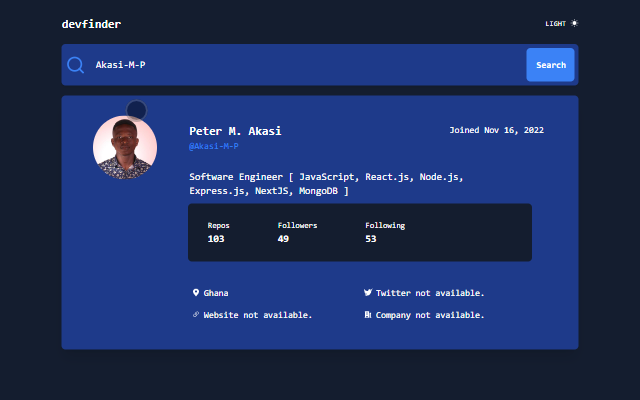 devfinder
LIGHT
Akasi-M-P
Search
Peter M. Akasi
Joined Nov 16, 2022
@Akasi-M-P
Software Engineer [ JavaScript, React.js, Node.js,
Express.js, NextJS, MongoDB ]
Repos Followers Following
103 49 53
Ghana
Twitter not available.
Website not available.
Company not available.